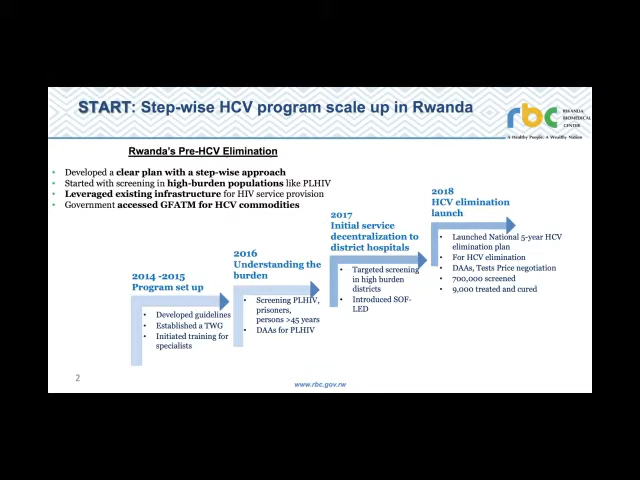 START: Step-wise HCV program scale up in Rwanda
rbc
RWANDA
BIOMEDICAL
CENTER
A Healthy People, A Wealthy Nation
Rwanda's Pre-HCV Elimination
• Developed a clear plan with a step-wise approach
• Started with screening in high-burden populations like PLHIV
• Leveraged existing infrastructure for HIV service provision
• Government accessed GFATM for HCV commodities
2014 -2015
Program set up
• Developed guidelines
• Established a TWG
• Initiated training for
specialists
2016
Understanding the
burden
• Screening PLHIV,
prisoners,
persons >45 years
• DAAs for PLHIV
2017
Initial service
decentralization to
district hospitals
• Targeted screening
in high burden
districts
• Introduced SOF-
LED
2018
HCV elimination
launch
• Launched National 5-year HCV
elimination plan
• For HCV elimination
• DAAs, Tests Price negotiation
• 700,000 screened
• 9,000 treated and cured
2
www.rbc.gov.rw